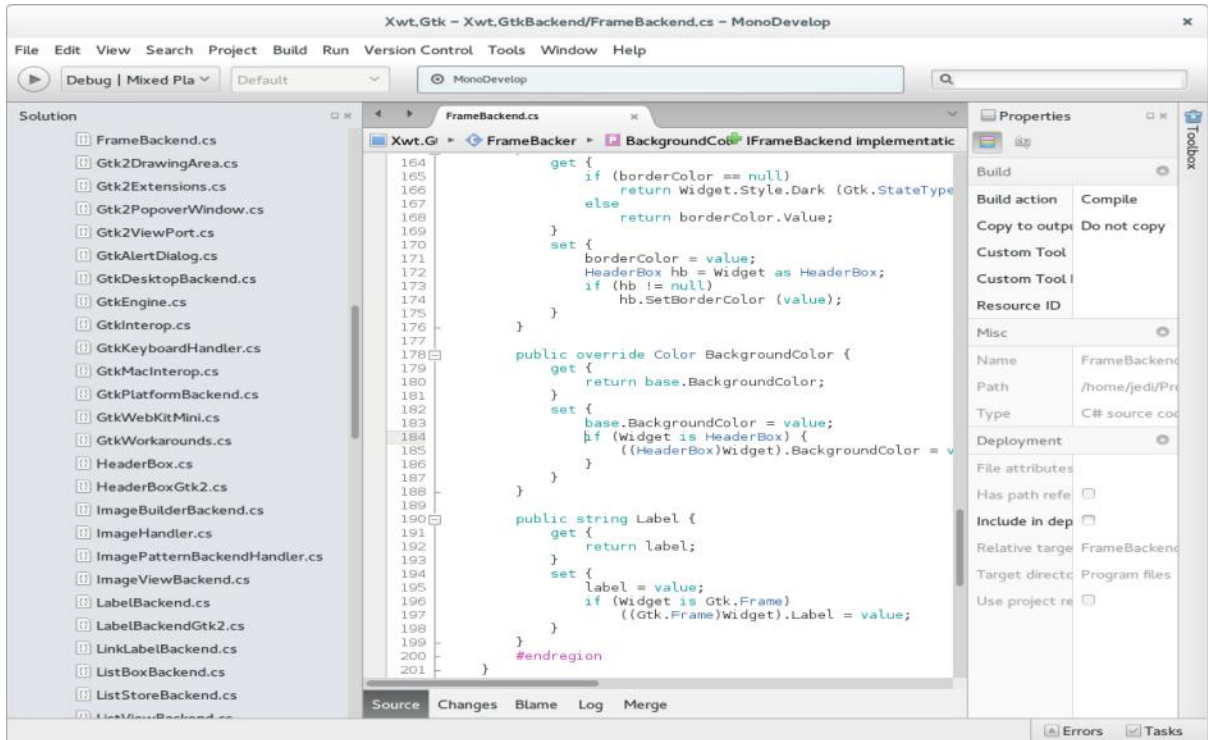 Xwt.Gtk – Xwt.GtkBackend/FrameBackend.cs – MonoDevelop
File Edit View Search Project Build Run Version Control Tools Window Help
Debug | Mixed Pla
Default
MonoDevelop
Solution
FrameBackend.cs
Gtk2DrawingArea.cs
Gtk2Extensions.cs
Gtk2PopoverWindow.cs
Gtk2ViewPort.cs
GtkAlertDialog.cs
GtkDesktopBackend.cs
GtkEngine.cs
GtkInterop.cs
GtkKeyboardHandler.cs
GtkMacInterop.cs
GtkPlatformBackend.cs
GtkWebKitMini.cs
GtkWorkarounds.cs
HeaderBox.cs
HeaderBoxGtk2.cs
ImageBuilderBackend.cs
ImageHandler.cs
ImagePatternBackendHandler.cs
ImageViewBackend.cs
LabelBackend.cs
LabelBackendGtk2.cs
LinkLabelBackend.cs
ListBoxBackend.cs
ListStoreBackend.cs
ListViewBackend.cs
FrameBackend.cs
Xwt.G FrameBacker BackgroundCol IFrameBackend implementatic
164 get {
165 if (borderColor == null)
166 return Widget.Style.Dark (Gtk.StateType
167 else
168 return borderColor.Value;
169 }
170 set {
171 borderColor = value;
172 HeaderBox hb = Widget as HeaderBox;
173 if (hb != null)
174 hb.SetBorderColor (value);
175 }
176 }
177
178 public override Color BackgroundColor {
179 get {
180 return base.BackgroundColor;
181 }
182 set {
183 base.BackgroundColor = value;
184 if (Widget is HeaderBox) {
185 ((HeaderBox)Widget).BackgroundColor = v
186 }
187 }
188 }
189
190 public string Label {
191 get {
192 return label;
193 }
194 set {
195 label = value;
196 if (Widget is Gtk.Frame)
197 ((Gtk.Frame)Widget).Label = value;
198 }
199 }
200 #endregion
201 }
Source Changes Blame Log Merge
Properties
Build
Build action Compile
Copy to outpu Do not copy
Custom Tool
Custom Tool
Resource ID
Misc
Name FrameBackend
Path /home/jedi/Pro
Type C# source cod
Deployment
File attributes
Has path refe
Include in dep
Relative targe FrameBackend
Target directo Program files
Use project re
Toolbox
Errors Tasks